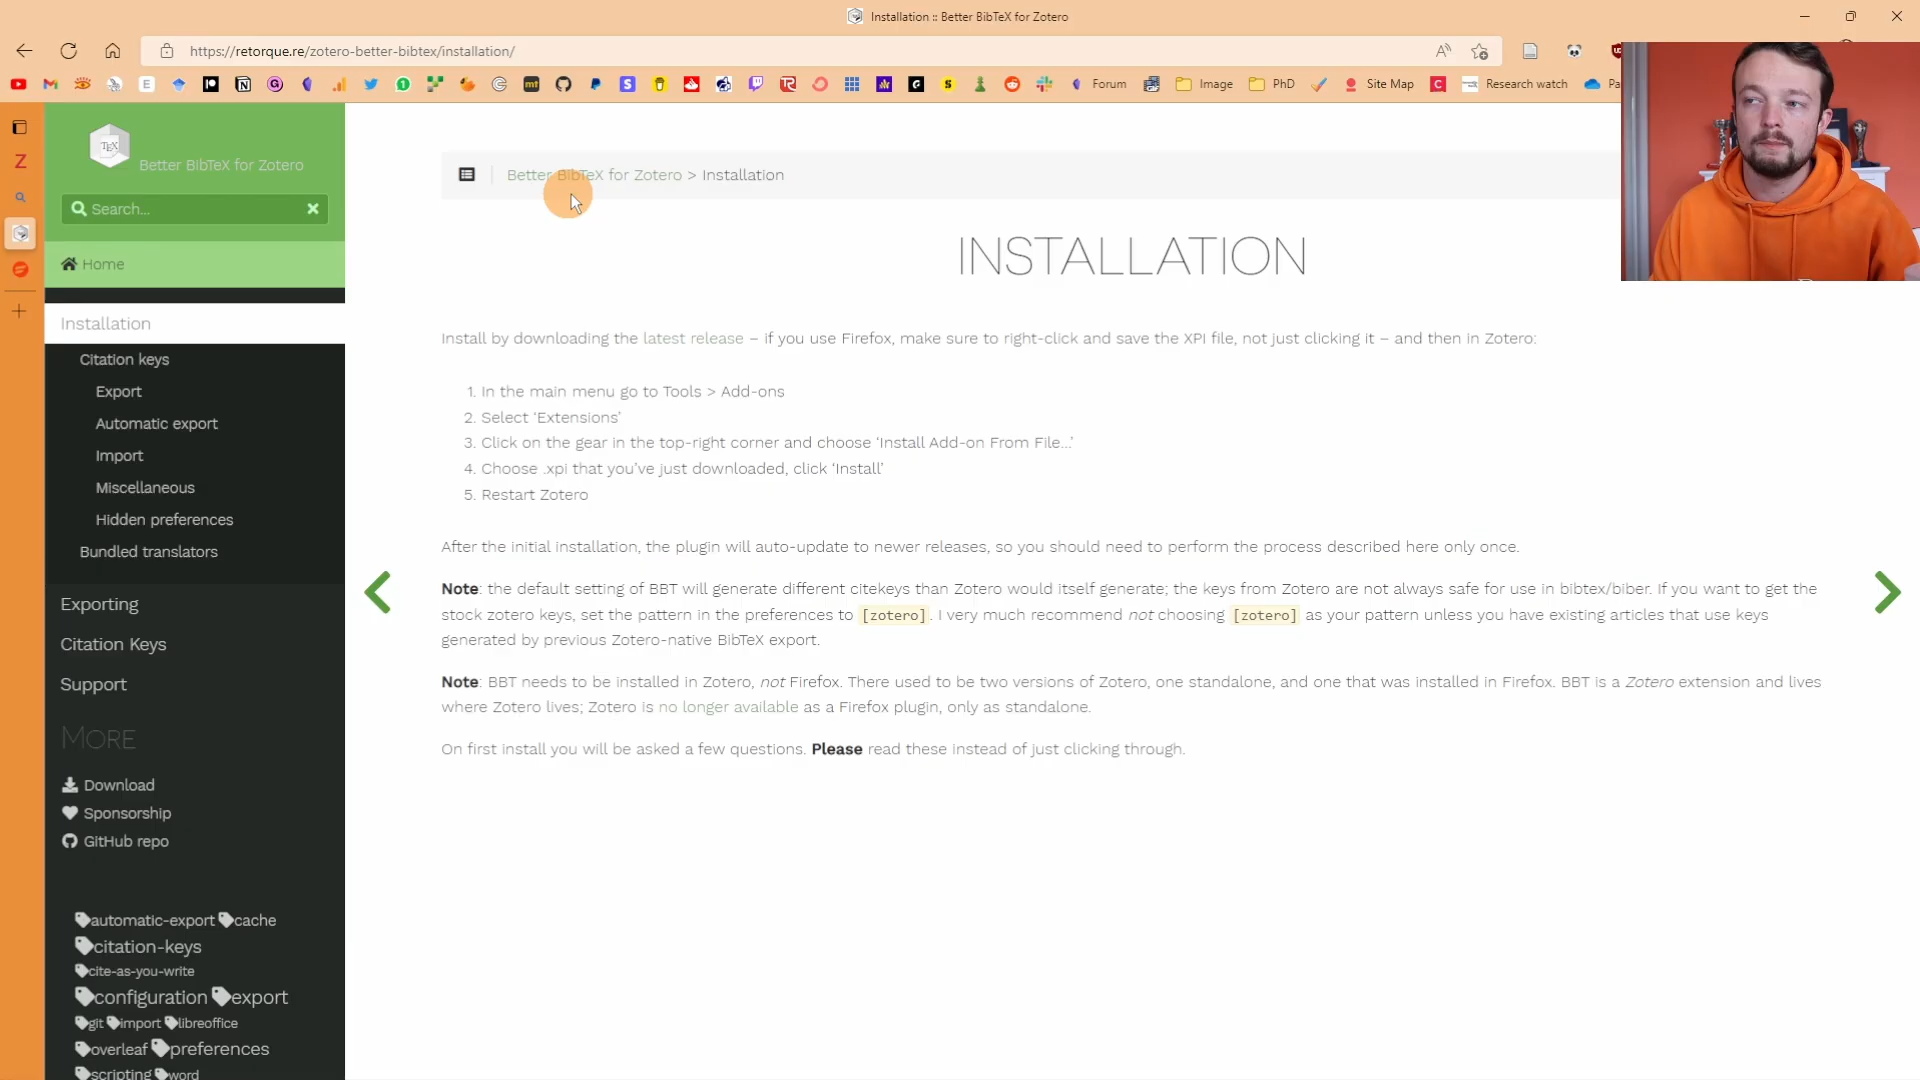 Installation :: Better BibTeX for Zotero
https://retorque.re/zotero-better-bibtex/installation/
Forum
Image
PhD
Site Map
Research watch
TEX
Better BibTeX for Zotero
Search...
Home
Installation
Citation keys
Export
Automatic export
Import
Miscellaneous
Hidden preferences
Bundled translators
Exporting
Citation Keys
Support
MORE
Download
Sponsorship
GitHub repo
automatic-export cache
citation-keys
cite-as-you-write
configuration export
git import libreoffice
overleaf preferences
scripting word
Better BibTeX for Zotero > Installation
INSTALLATION
Install by downloading the latest release – if you use Firefox, make sure to right-click and save the XPI file, not just clicking it – and then in Zotero:
1. In the main menu go to Tools > Add-ons
2. Select ‘Extensions’
3. Click on the gear in the top-right corner and choose ‘Install Add-on From File...’
4. Choose .xpi that you’ve just downloaded, click ‘Install’
5. Restart Zotero
After the initial installation, the plugin will auto-update to newer releases, so you should need to perform the process described here only once.
Note: the default setting of BBT will generate different citekeys than Zotero would itself generate; the keys from Zotero are not always safe for use in bibtex/biber. If you want to get the
stock zotero keys, set the pattern in the preferences to [zotero]. I very much recommend not choosing [zotero] as your pattern unless you have existing articles that use keys
generated by previous Zotero-native BibTeX export.
Note: BBT needs to be installed in Zotero, not Firefox. There used to be two versions of Zotero, one standalone, and one that was installed in Firefox. BBT is a Zotero extension and lives
where Zotero lives; Zotero is no longer available as a Firefox plugin, only as standalone.
On first install you will be asked a few questions. Please read these instead of just clicking through.